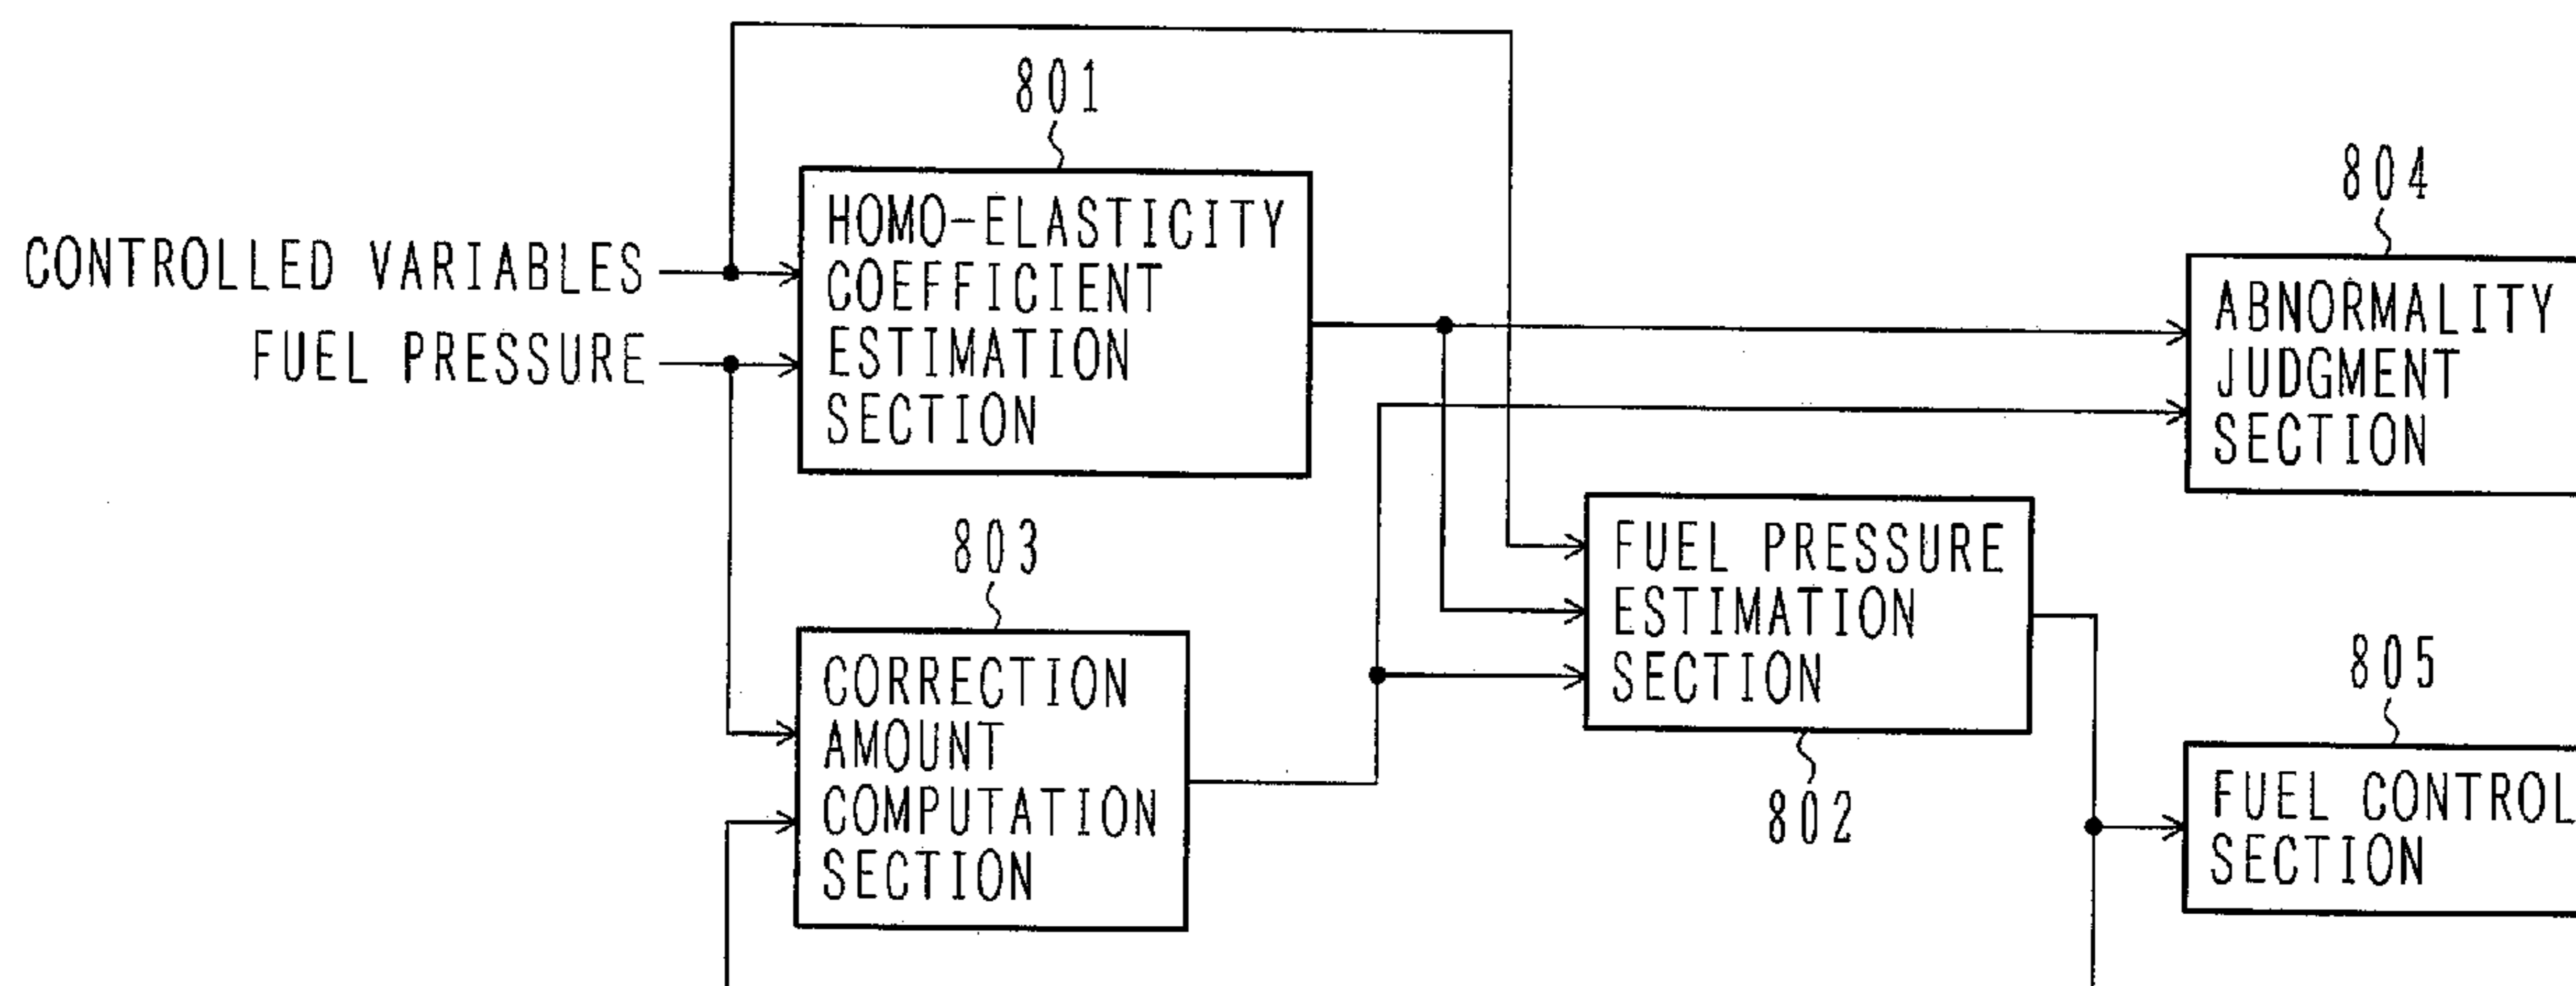 801
HOMO-ELASTICITY
COEFFICIENT
ESTIMATION
SECTION
CONTROLLED VARIABLES
FUEL PRESSURE
804
ABNORMALITY
JUDGMENT
SECTION
803
CORRECTION
AMOUNT
COMPUTATION
SECTION
FUEL PRESSURE
ESTIMATION
SECTION
802
805
FUEL CONTROL
SECTION